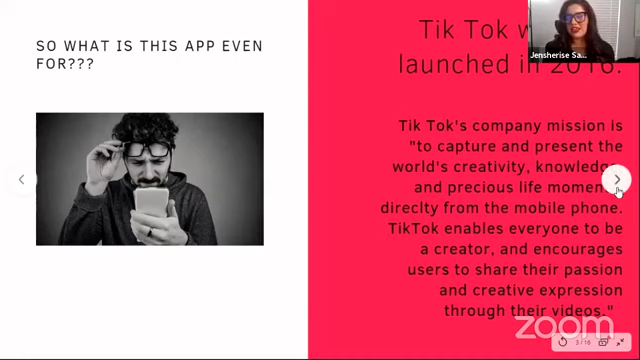 SO WHAT IS THIS APP EVEN
FOR???
Tik Tok w
launched in 2016.
Jensherise Sa...
Tik Tok's company mission is
"to capture and present the
world's creativity, knowledge,
and precious life momen
direclty from the mobile phone.
TikTok enables everyone to be
a creator, and encourages
users to share their passion
and creative expression
through their videos."
zoom
3 / 16